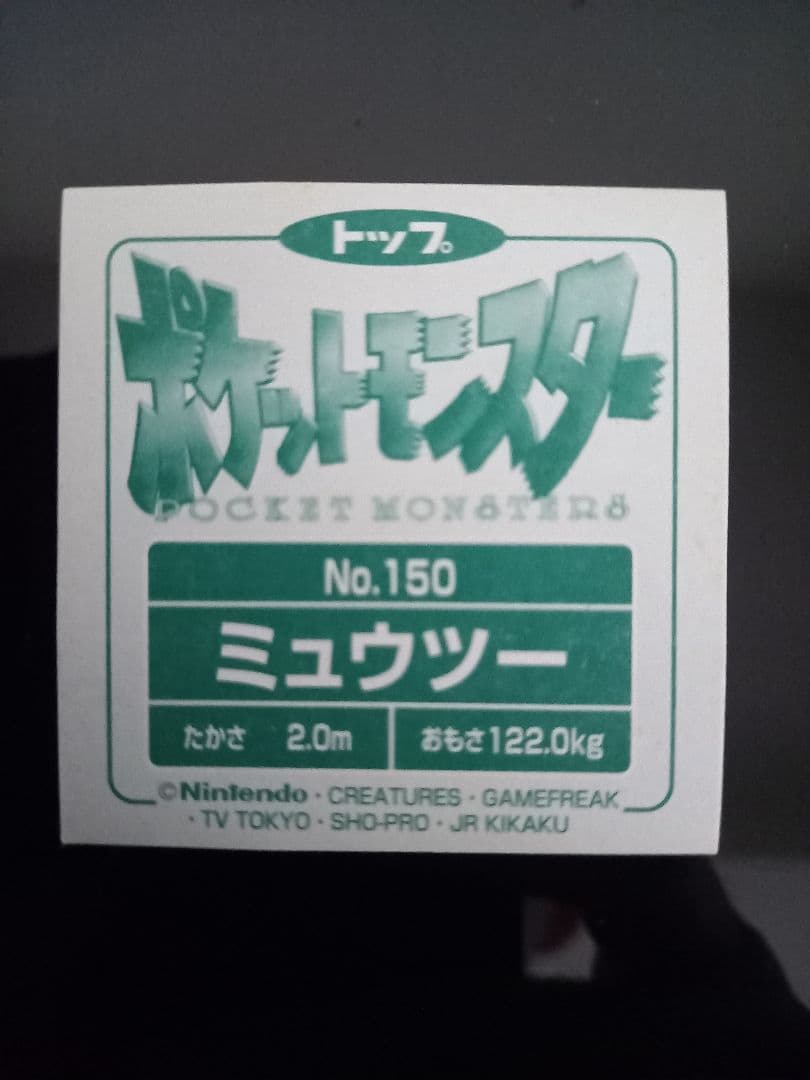 トップ。
ポケットモンスター
POCKET MONSTERS
No.150
ミュウツー
たかさ 2.0m おもさ122.0kg
©Nintendo・CREATURES・GAMEFREAK
・TV TOKYO・SHO-PRO・JR KIKAKU